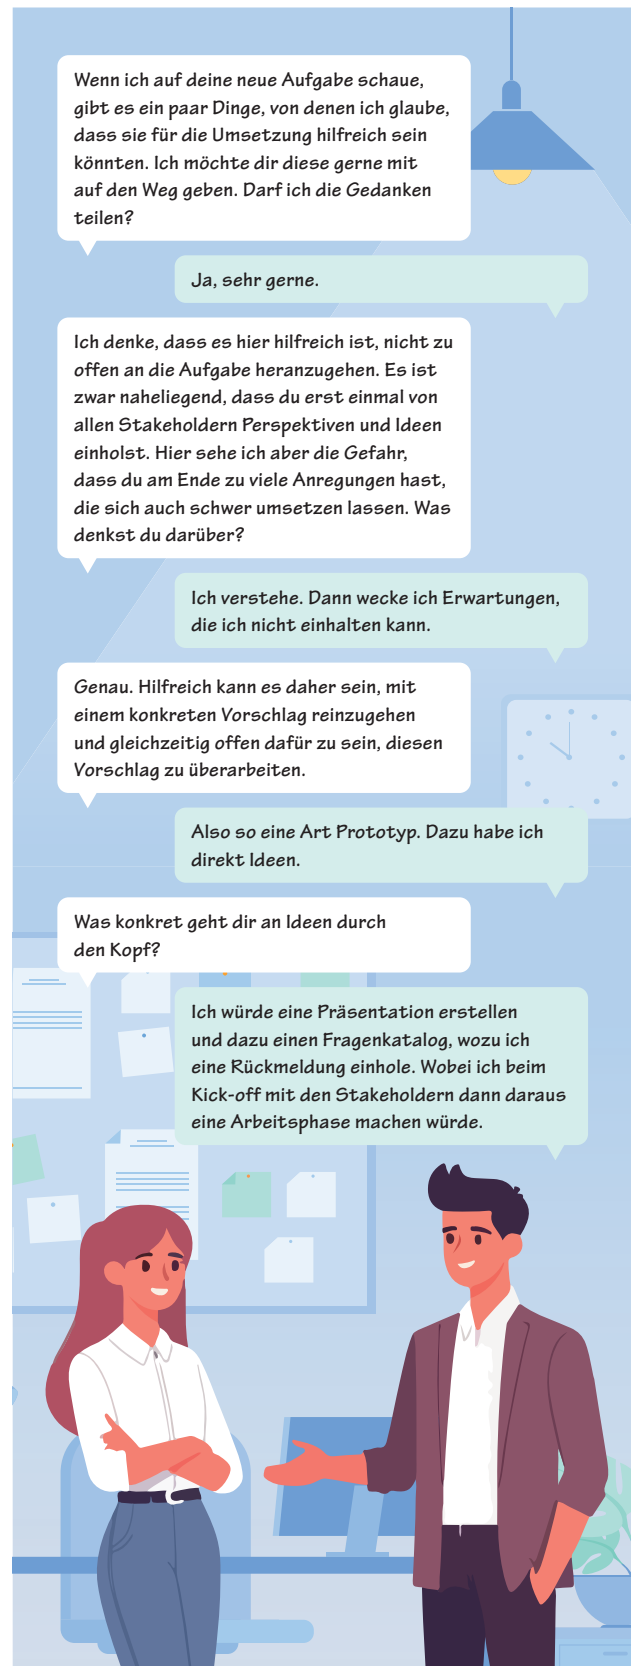 Wenn ich auf deine neue Aufgabe schaue,
gibt es ein paar Dinge, von denen ich glaube,
dass sie für die Umsetzung hilfreich sein
könnten. Ich möchte dir diese gerne mit
auf den Weg geben. Darf ich die Gedanken
teilen?
Ja, sehr gerne.
Ich denke, dass es hier hilfreich ist, nicht zu
offen an die Aufgabe heranzugehen. Es ist
zwar naheliegend, dass du erst einmal von
allen Stakeholdern Perspektiven und Ideen
einholst. Hier sehe ich aber die Gefahr,
dass du am Ende zu viele Anregungen hast,
die sich auch schwer umsetzen lassen. Was
denkst du darüber?
Ich verstehe. Dann wecke ich Erwartungen,
die ich nicht einhalten kann.
Genau. Hilfreich kann es daher sein, mit
einem konkreten Vorschlag reinzugehen
und gleichzeitig offen dafür zu sein, diesen
Vorschlag zu überarbeiten.
Also so eine Art Prototyp. Dazu habe ich
direkt Ideen.
Was konkret geht dir an Ideen durch
den Kopf?
Ich würde eine Präsentation erstellen
und dazu einen Fragenkatalog, wozu ich
eine Rückmeldung einhole. Wobei ich beim
Kick-off mit den Stakeholdern dann daraus
eine Arbeitsphase machen würde.